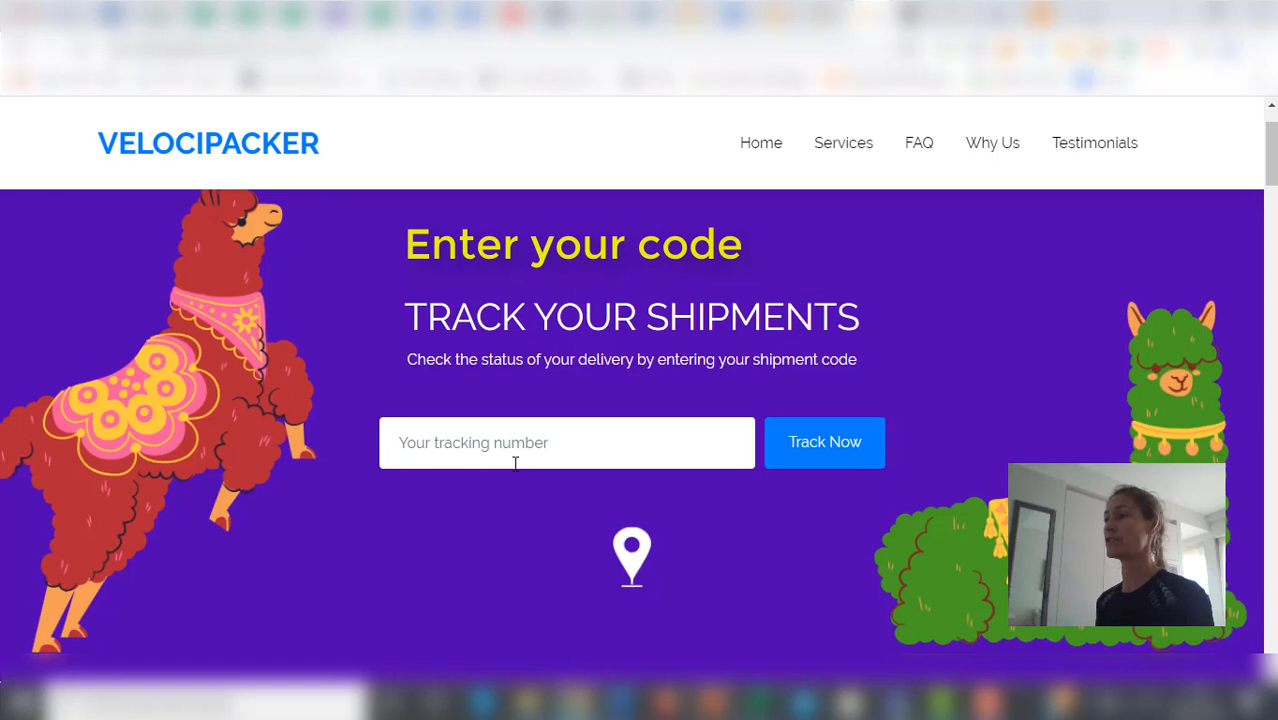 VELOCIPACKER
Home Services FAQ Why Us Testimonials
Enter your code
TRACK YOUR SHIPMENTS
Check the status of your delivery by entering your shipment code
Your tracking number
Track Now